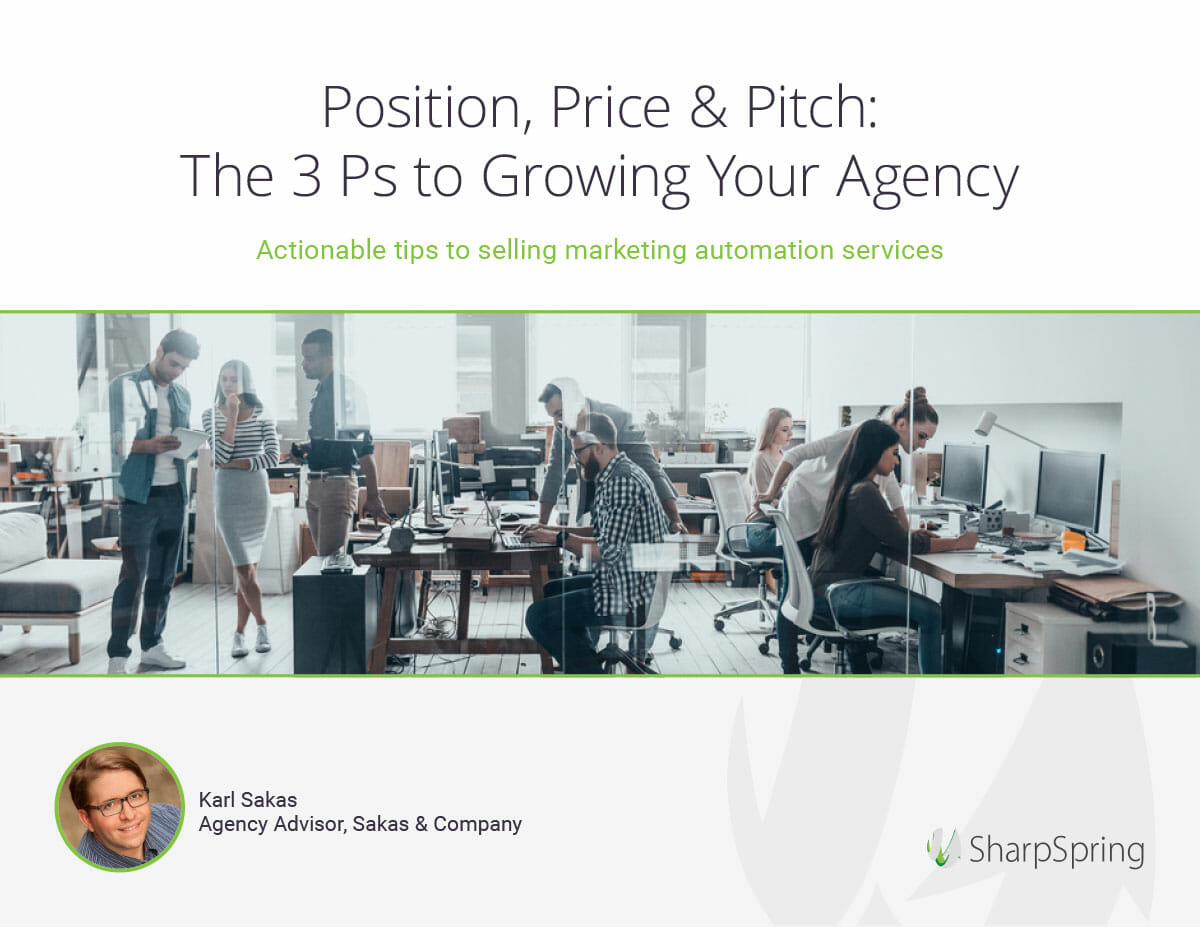 Position, Price & Pitch:
The 3 Ps to Growing Your Agency
Actionable tips to selling marketing automation services
Karl Sakas
Agency Advisor, Sakas & Company
SharpSpring